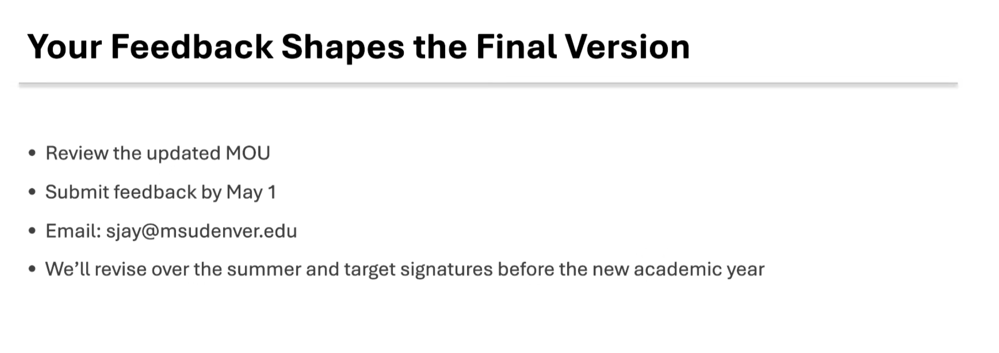 Your Feedback Shapes the Final Version
• Review the updated MOU
• Submit feedback by May 1
• Email: sjay@msudenver.edu
• We’ll revise over the summer and target signatures before the new academic year